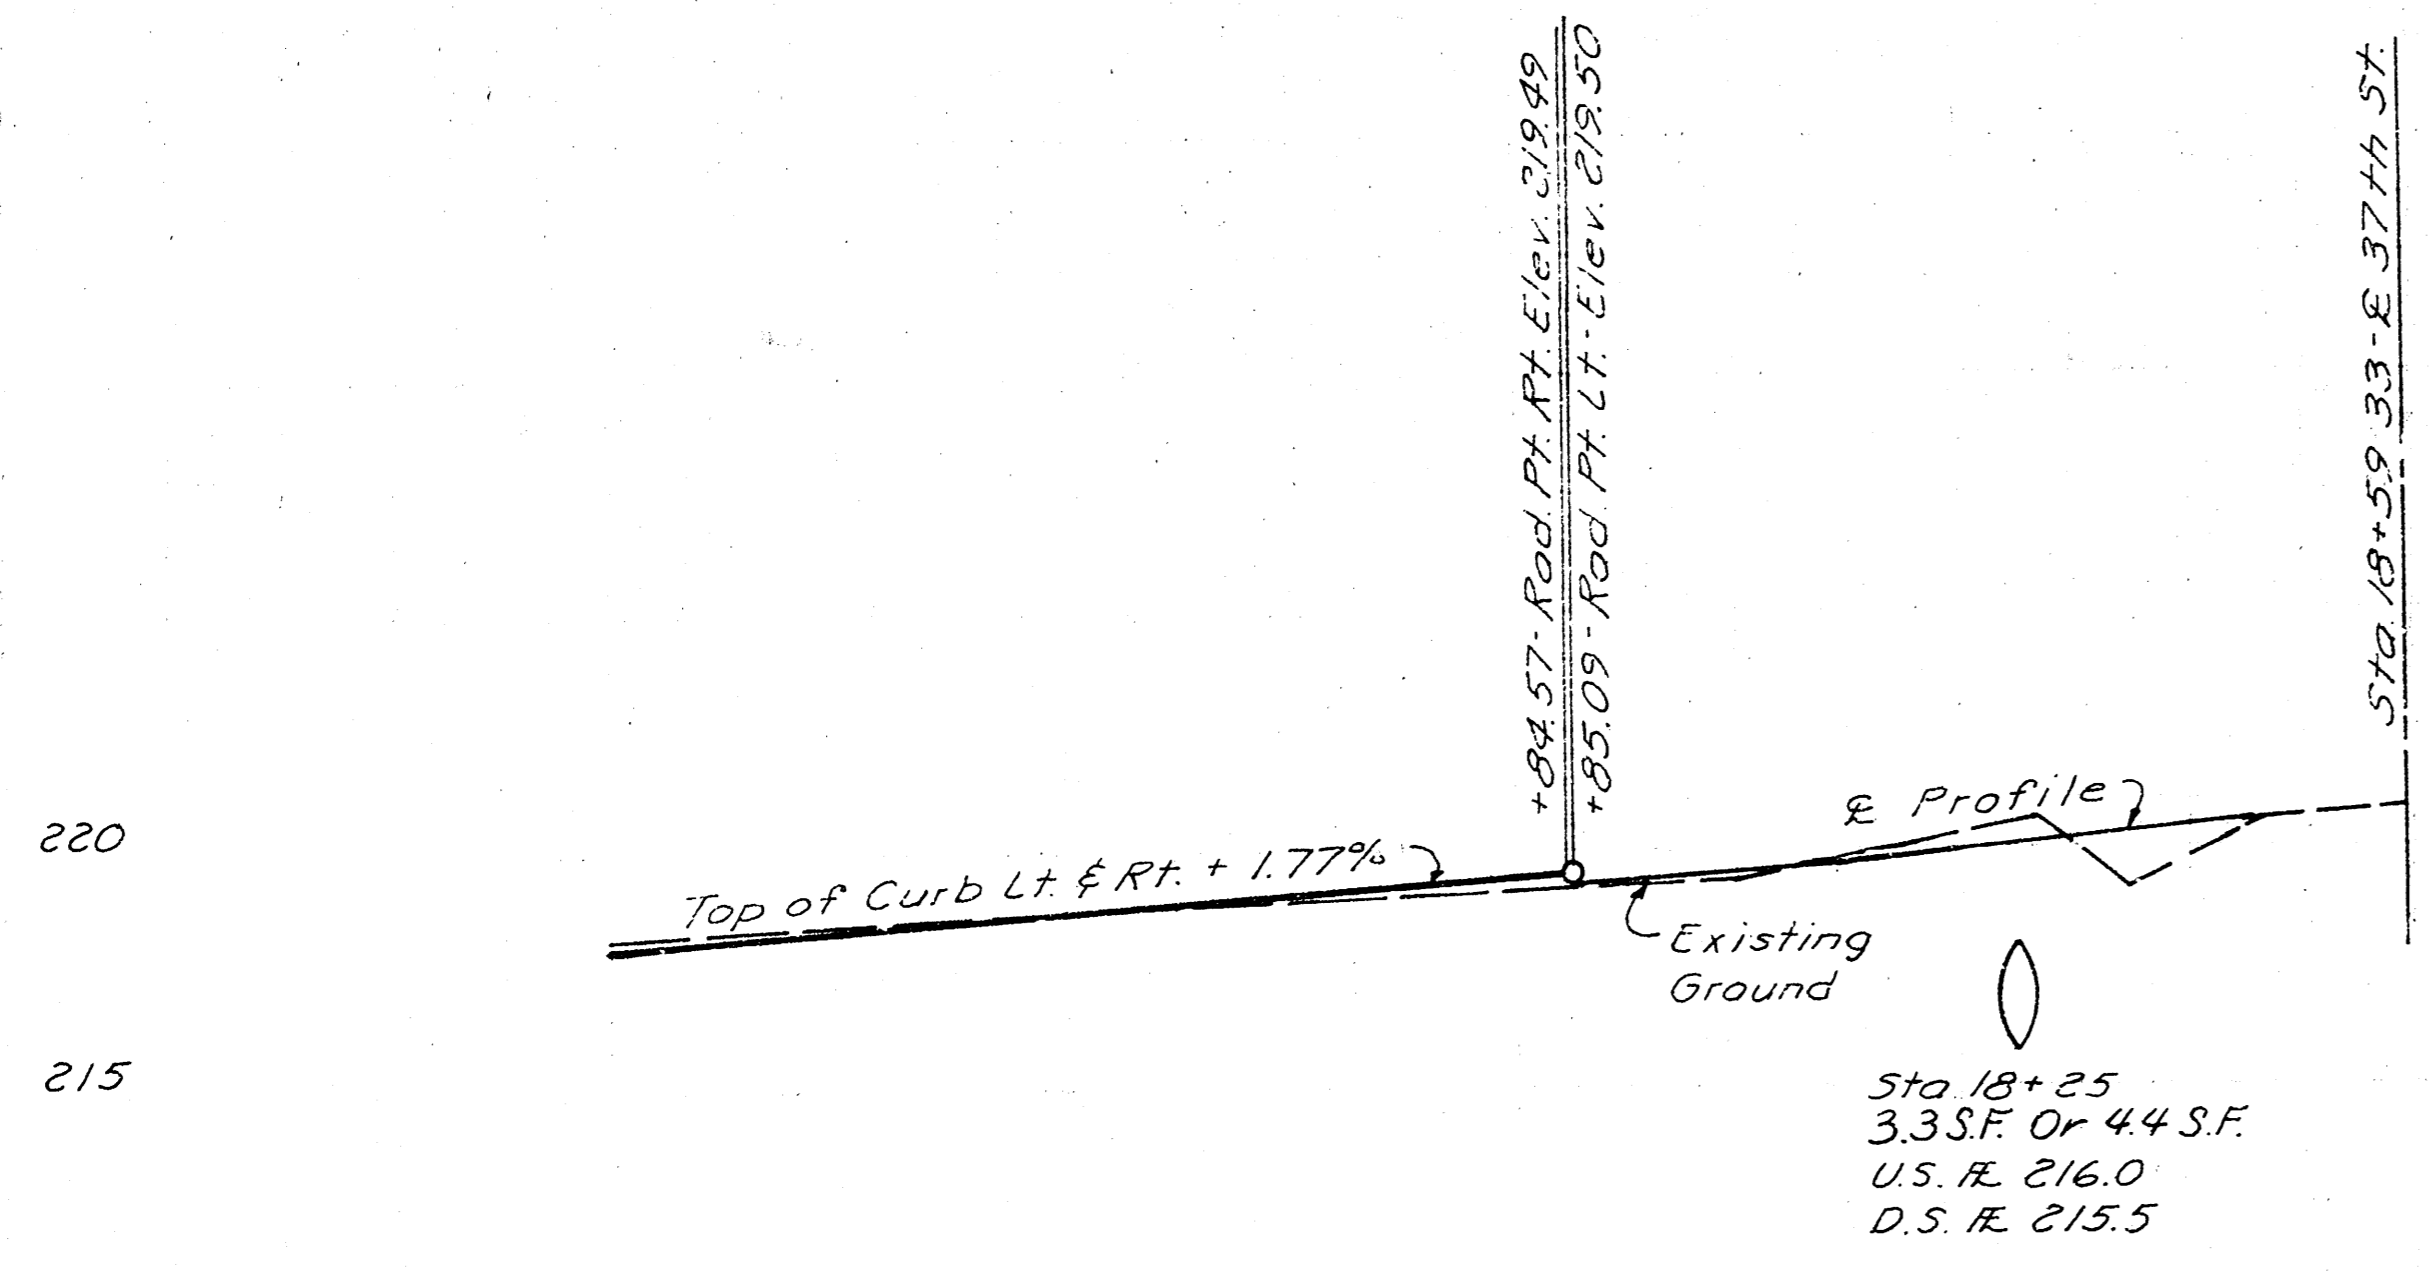 +84.57-Rad. Pt. Rt. Elev. 219.49
+85.09-Rad. Pt. Lt.-Elev. 219.50
Sta. 18+59.33-℄ 37th St.
220
Top of Curb Lt. & Rt. + 1.77%
℄ Profile
Existing
Ground
215
Sta. 18+25
3.3 S.F. Or 4.4 S.F.
U.S. FL 216.0
D.S. FL 215.5